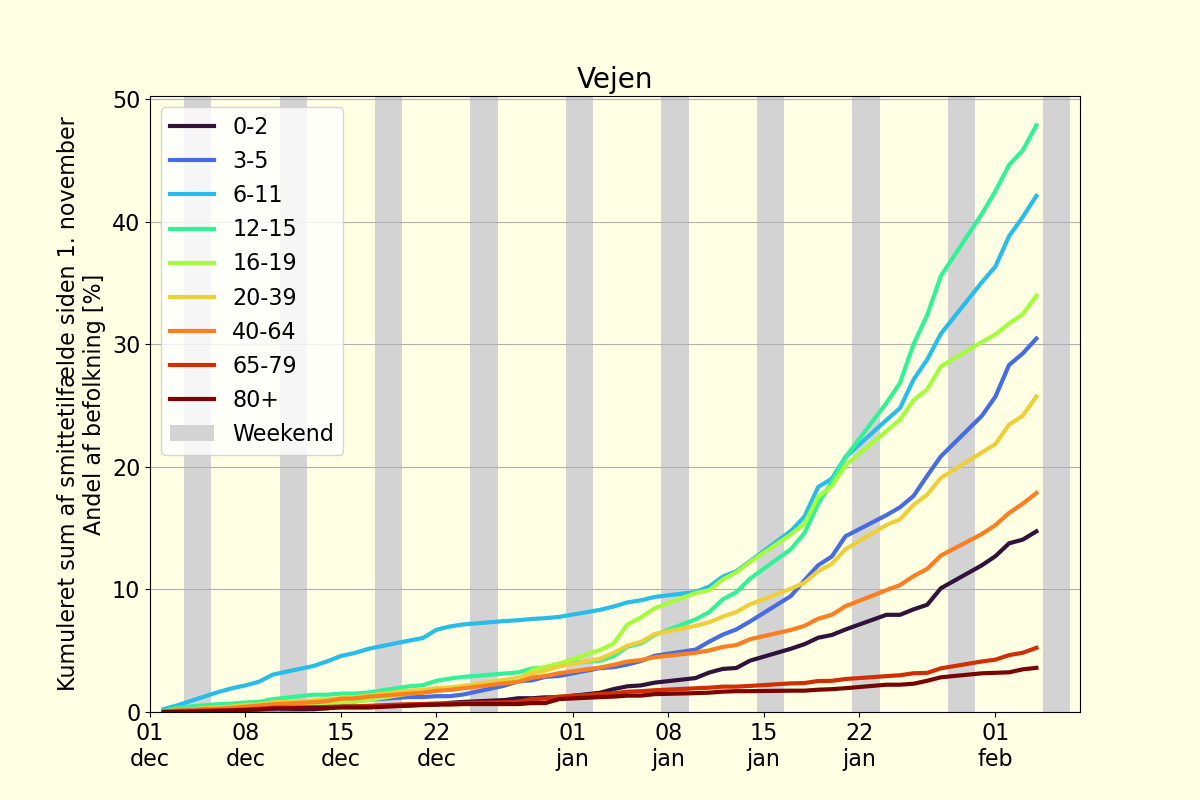 Vejen
Kumuleret sum af smittetilfælde siden 1. november
Andel af befolkning [%]
50
40
30
20
10
0
0-2
3-5
6-11
12-15
16-19
20-39
40-64
65-79
80+
Weekend
01 08 15 22 01 08 15 22 01
dec dec dec dec jan jan jan jan feb